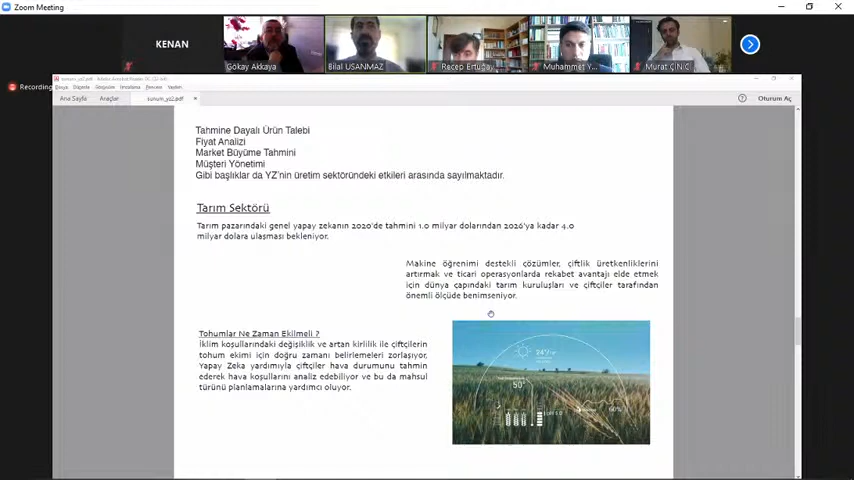 Zoom Meeting
KENAN
Gökay Akkaya
Bilal USANMAZ
Recep Ertuğay
Muhammet Y...
Murat ÇİNİC...
Recording
sunum_yz2.pdf
Ana Sayfa
Araçlar
sunum_yz2.pdf
Oturum Aç
Tahmine Dayalı Ürün Talebi
Fiyat Analizi
Market Büyüme Tahmini
Müşteri Yönetimi
Gibi başlıklar da YZ'nin üretim sektöründeki etkileri arasında sayılmaktadır.
Tarım Sektörü
Tarım pazarındaki genel yapay zekanın 2020'de tahmini 1.0 milyar dolarından 2026'ya kadar 4.0
milyar dolara ulaşması bekleniyor.
Makine öğrenimi destekli çözümler, çiftlik üretkenliklerini
artırmak ve ticari operasyonlarda rekabet avantajı elde etmek
için dünya çapındaki tarım kuruluşları ve çiftçiler tarafından
önemli ölçüde benimseniyor.
Tohumlar Ne Zaman Ekilmeli ?
İklim koşullarındaki değişiklik ve artan kirlilik ile çiftçilerin
tohum ekimi için doğru zamanı belirlemeleri zorlaşıyor,
Yapay Zeka yardımıyla çiftçiler hava durumunu tahmin
ederek hava koşullarını analiz edebiliyor ve bu da mahsul
türünü planlamalarına yardımcı oluyor.
50°
60%